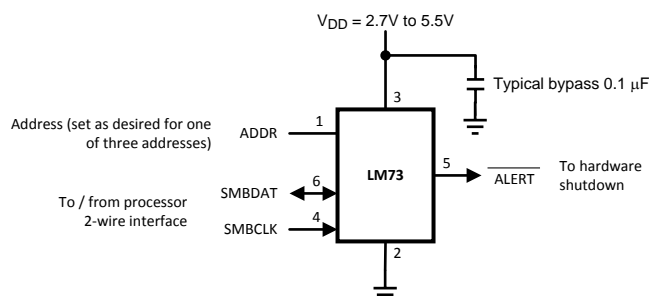 V_DD = 2.7V to 5.5V
Typical bypass 0.1 μF
3
Address (set as desired for one
of three addresses)
ADDR
1
LM73
5
ALERT
To hardware
shutdown
To / from processor
2-wire interface
SMBDAT
6
SMBCLK
4
2